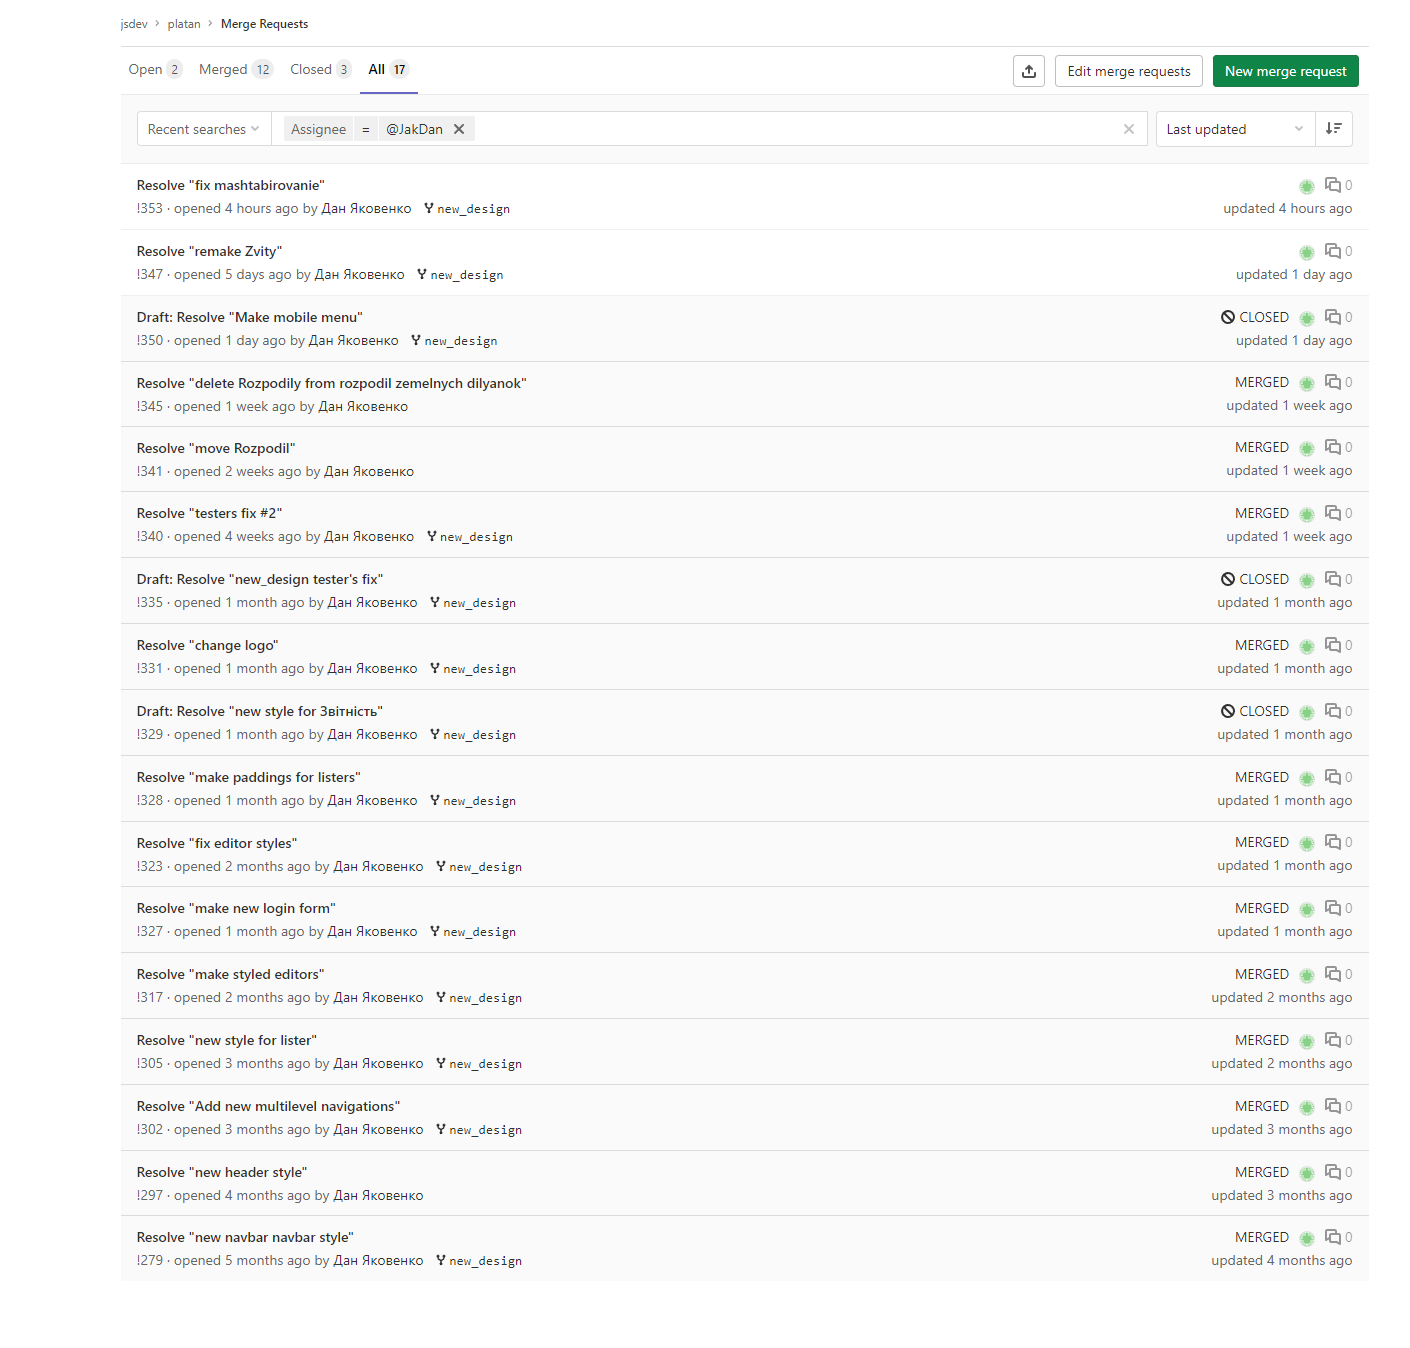 jsdev › platan › Merge Requests
Open 2 Merged 12 Closed 3 All 17 Edit merge requests New merge request
Recent searches Assignee = @JakDan Last updated
Resolve "fix mashtabirovanie" 0
!353 · opened 4 hours ago by Дан Яковенко new_design updated 4 hours ago
Resolve "remake Zvity" 0
!347 · opened 5 days ago by Дан Яковенко new_design updated 1 day ago
Draft: Resolve "Make mobile menu" CLOSED 0
!350 · opened 1 day ago by Дан Яковенко new_design updated 1 day ago
Resolve "delete Rozpodily from rozpodil zemelnych dilyanok" MERGED 0
!345 · opened 1 week ago by Дан Яковенко updated 1 week ago
Resolve "move Rozpodil" MERGED 0
!341 · opened 2 weeks ago by Дан Яковенко updated 1 week ago
Resolve "testers fix #2" MERGED 0
!340 · opened 4 weeks ago by Дан Яковенко new_design updated 1 week ago
Draft: Resolve "new_design tester's fix" CLOSED 0
!335 · opened 1 month ago by Дан Яковенко new_design updated 1 month ago
Resolve "change logo" MERGED 0
!331 · opened 1 month ago by Дан Яковенко new_design updated 1 month ago
Draft: Resolve "new style for Звітність" CLOSED 0
!329 · opened 1 month ago by Дан Яковенко new_design updated 1 month ago
Resolve "make paddings for listers" MERGED 0
!328 · opened 1 month ago by Дан Яковенко new_design updated 1 month ago
Resolve "fix editor styles" MERGED 0
!323 · opened 2 months ago by Дан Яковенко new_design updated 1 month ago
Resolve "make new login form" MERGED 0
!327 · opened 1 month ago by Дан Яковенко new_design updated 1 month ago
Resolve "make styled editors" MERGED 0
!317 · opened 2 months ago by Дан Яковенко new_design updated 2 months ago
Resolve "new style for lister" MERGED 0
!305 · opened 3 months ago by Дан Яковенко new_design updated 2 months ago
Resolve "Add new multilevel navigations" MERGED 0
!302 · opened 3 months ago by Дан Яковенко new_design updated 3 months ago
Resolve "new header style" MERGED 0
!297 · opened 4 months ago by Дан Яковенко updated 3 months ago
Resolve "new navbar navbar style" MERGED 0
!279 · opened 5 months ago by Дан Яковенко new_design updated 4 months ago